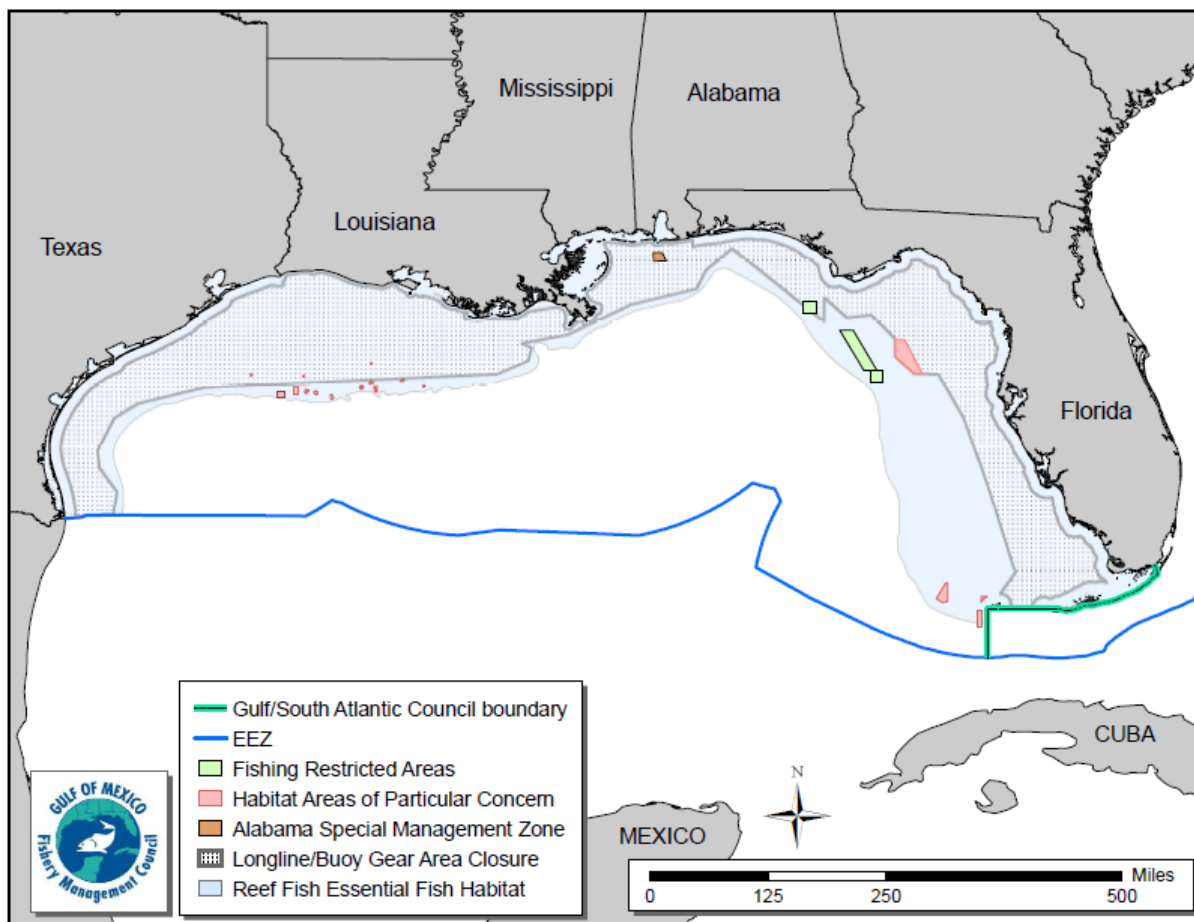 Mississippi
Alabama
Louisiana
Texas
Florida
Gulf/South Atlantic Council boundary
EEZ
Fishing Restricted Areas
Habitat Areas of Particular Concern
Alabama Special Management Zone
Longline/Buoy Gear Area Closure
Reef Fish Essential Fish Habitat
GULF OF MEXICO
Fishery Management Council
CUBA
N
MEXICO
Miles
0 125 250 500